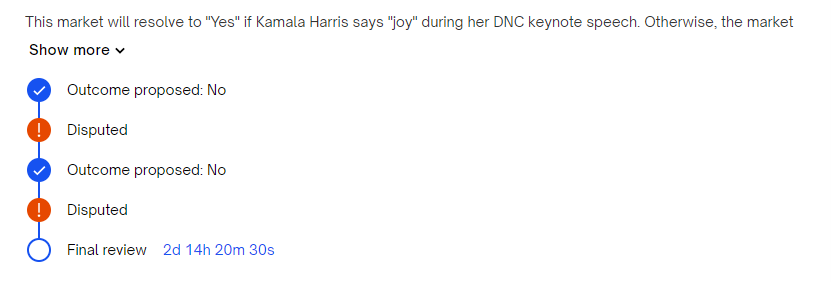 This market will resolve to "Yes" if Kamala Harris says "joy" during her DNC keynote speech. Otherwise, the market
Show more
Outcome proposed: No
Disputed
Outcome proposed: No
Disputed
Final review 2d 14h 20m 30s